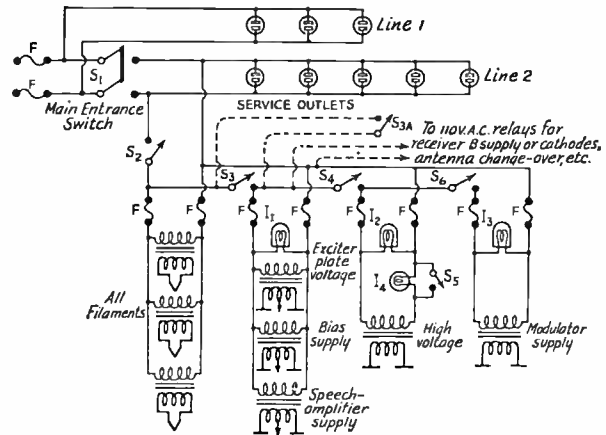 F
Line 1
S1
F
Line 2
Main Entrance
Switch
SERVICE OUTLETS
S3A
To 110V. A.C. relays for
receiver B supply or cathodes,
antenna change-over, etc.
S2
S3
S4
S6
F
F
F
I1
F
F
I2
F
F
I3
F
Exciter
plate
voltage
I4
S5
All
Filaments
Bias
supply
High
voltage
Modulator
supply
Speech-
amplifier
supply